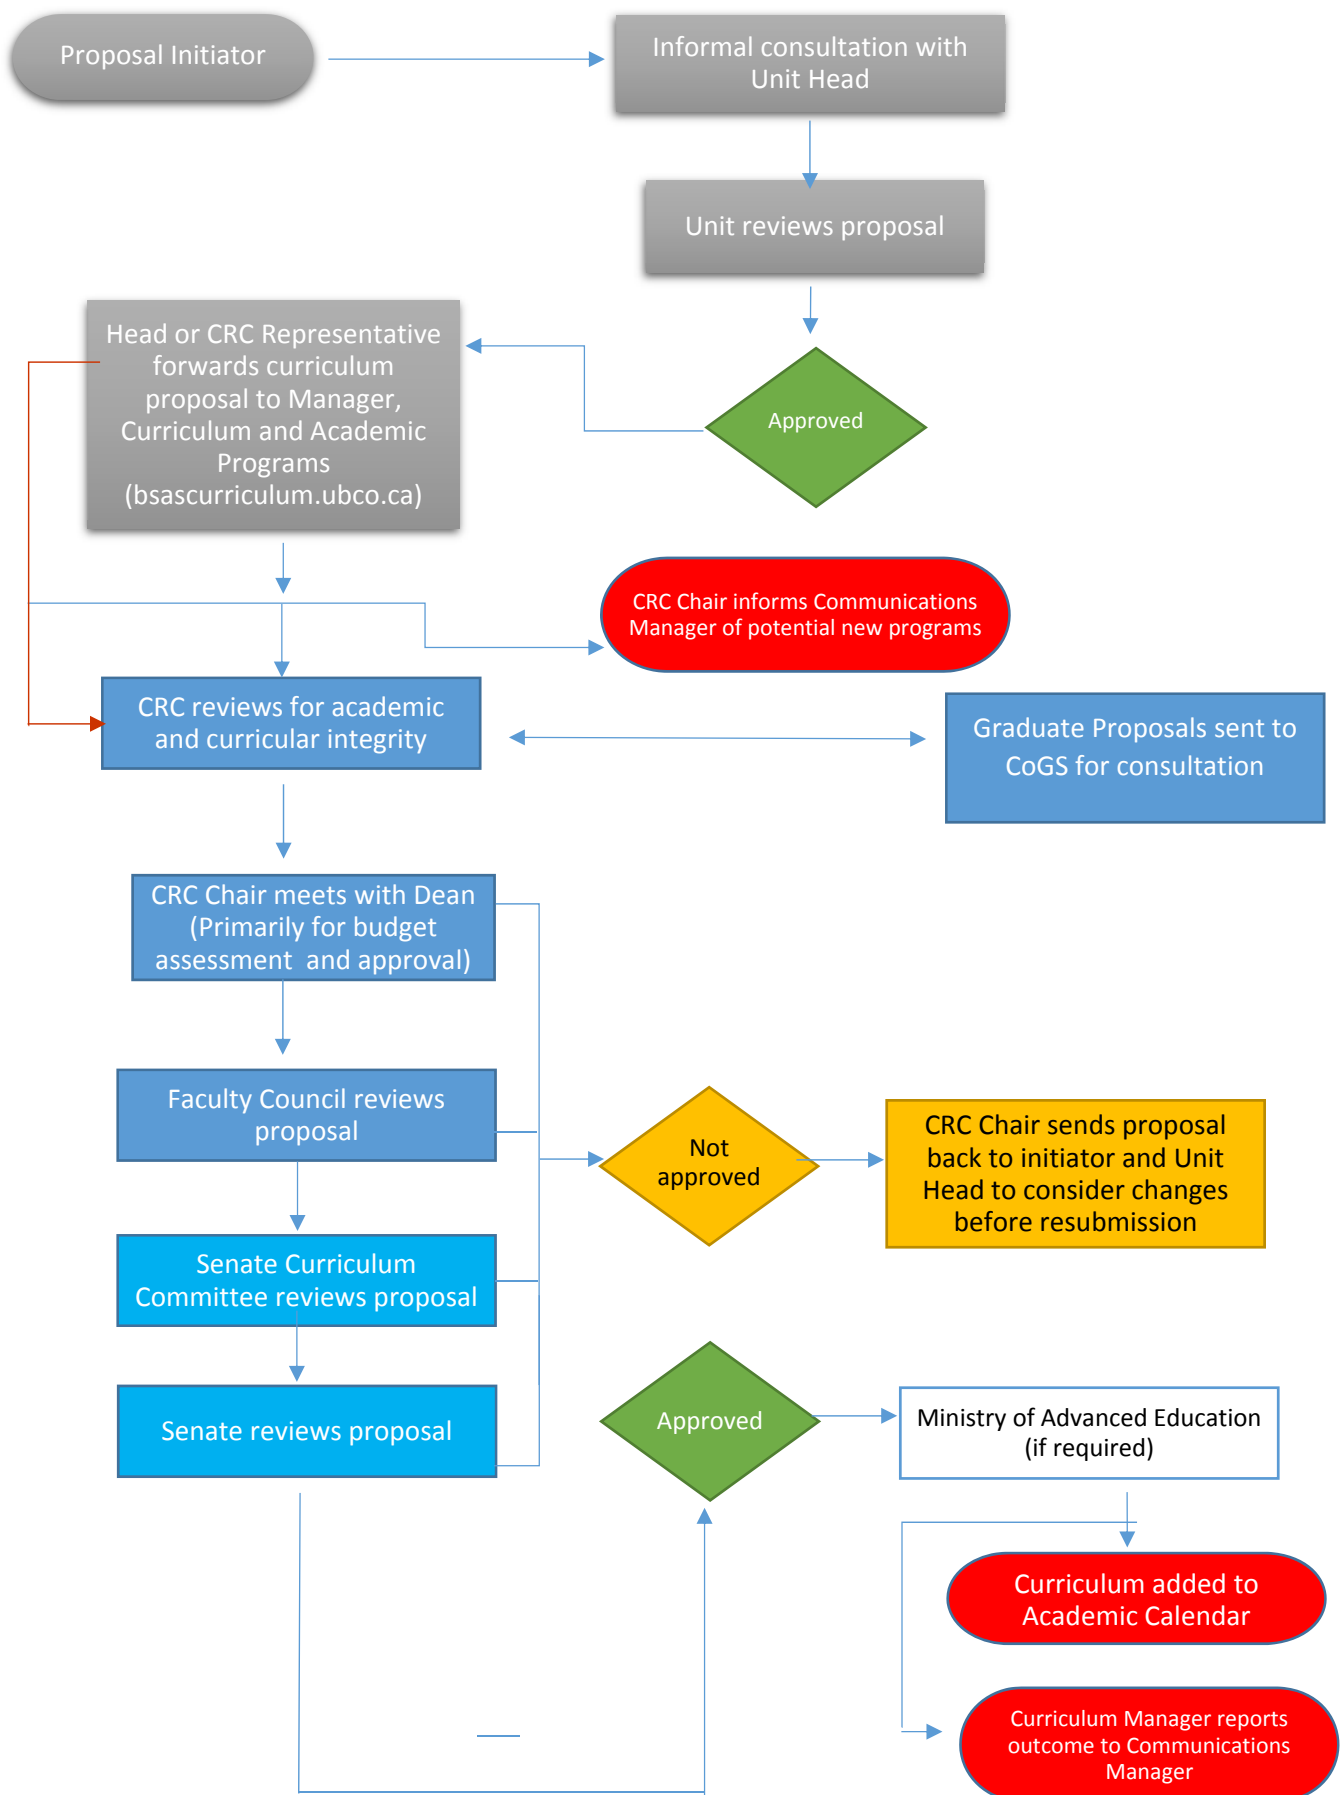 Proposal Initiator
Informal consultation with
Unit Head
Unit reviews proposal
Head or CRC Representative
forwards curriculum
proposal to Manager,
Curriculum and Academic
Programs
(bsascurriculum.ubco.ca)
Approved
CRC Chair informs Communications
Manager of potential new programs
CRC reviews for academic
and curricular integrity
Graduate Proposals sent to
CoGS for consultation
CRC Chair meets with Dean
(Primarily for budget
assessment  and approval)
Faculty Council reviews
proposal
Not
approved
CRC Chair sends proposal
back to initiator and Unit
Head to consider changes
before resubmission
Senate Curriculum
Committee reviews proposal
Senate reviews proposal
Approved
Ministry of Advanced Education
(if required)
Curriculum added to
Academic Calendar
Curriculum Manager reports
outcome to Communications
Manager